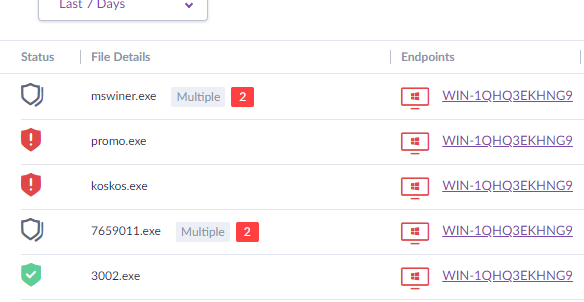 Last 7 Days
Status File Details Endpoints
mswiner.exe Multiple 2 WIN-1QHQ3EKHNG9
promo.exe WIN-1QHQ3EKHNG9
koskos.exe WIN-1QHQ3EKHNG9
7659011.exe Multiple 2 WIN-1QHQ3EKHNG9
3002.exe WIN-1QHQ3EKHNG9